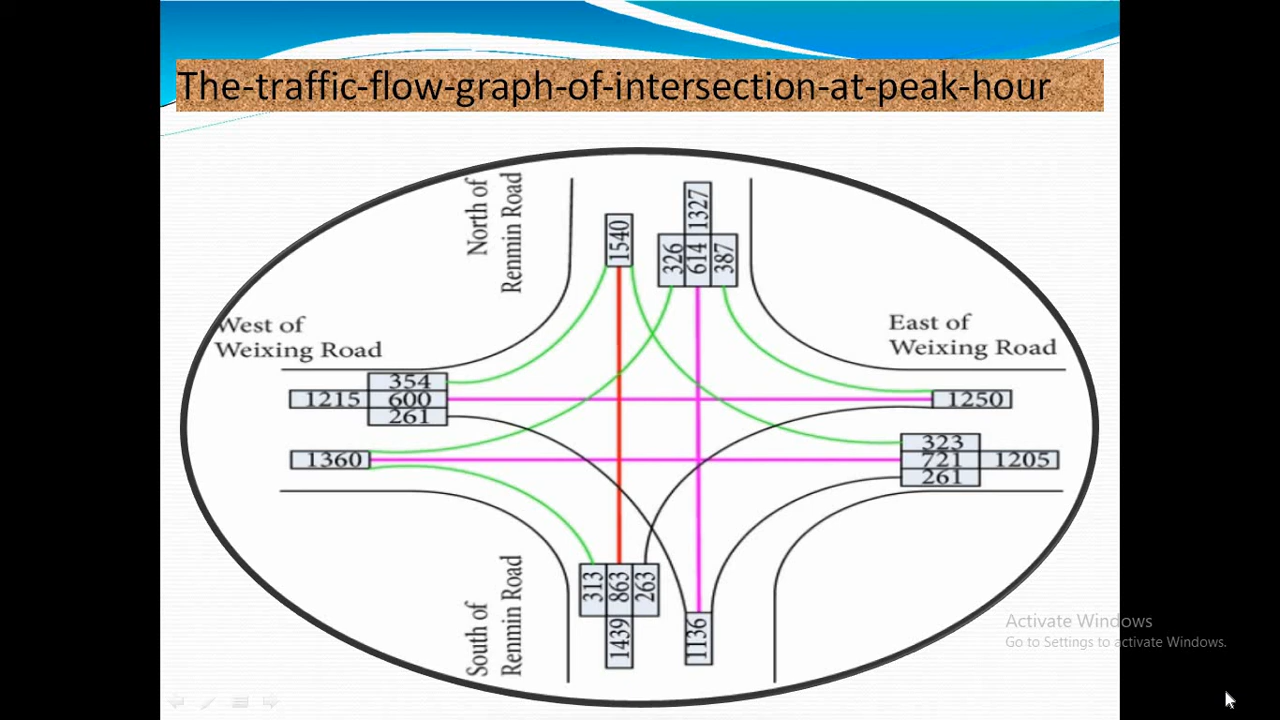 The-traffic-flow-graph-of-intersection-at-peak-hour
North of
Renmin Road
1540
1327
326 614 387
West of
Weixing Road
East of
Weixing Road
354
1215 600
261
1250
1360
323
721 1205
261
South of
Renmin Road
313 863 263
1439
1136
Activate Windows
Go to Settings to activate Windows.